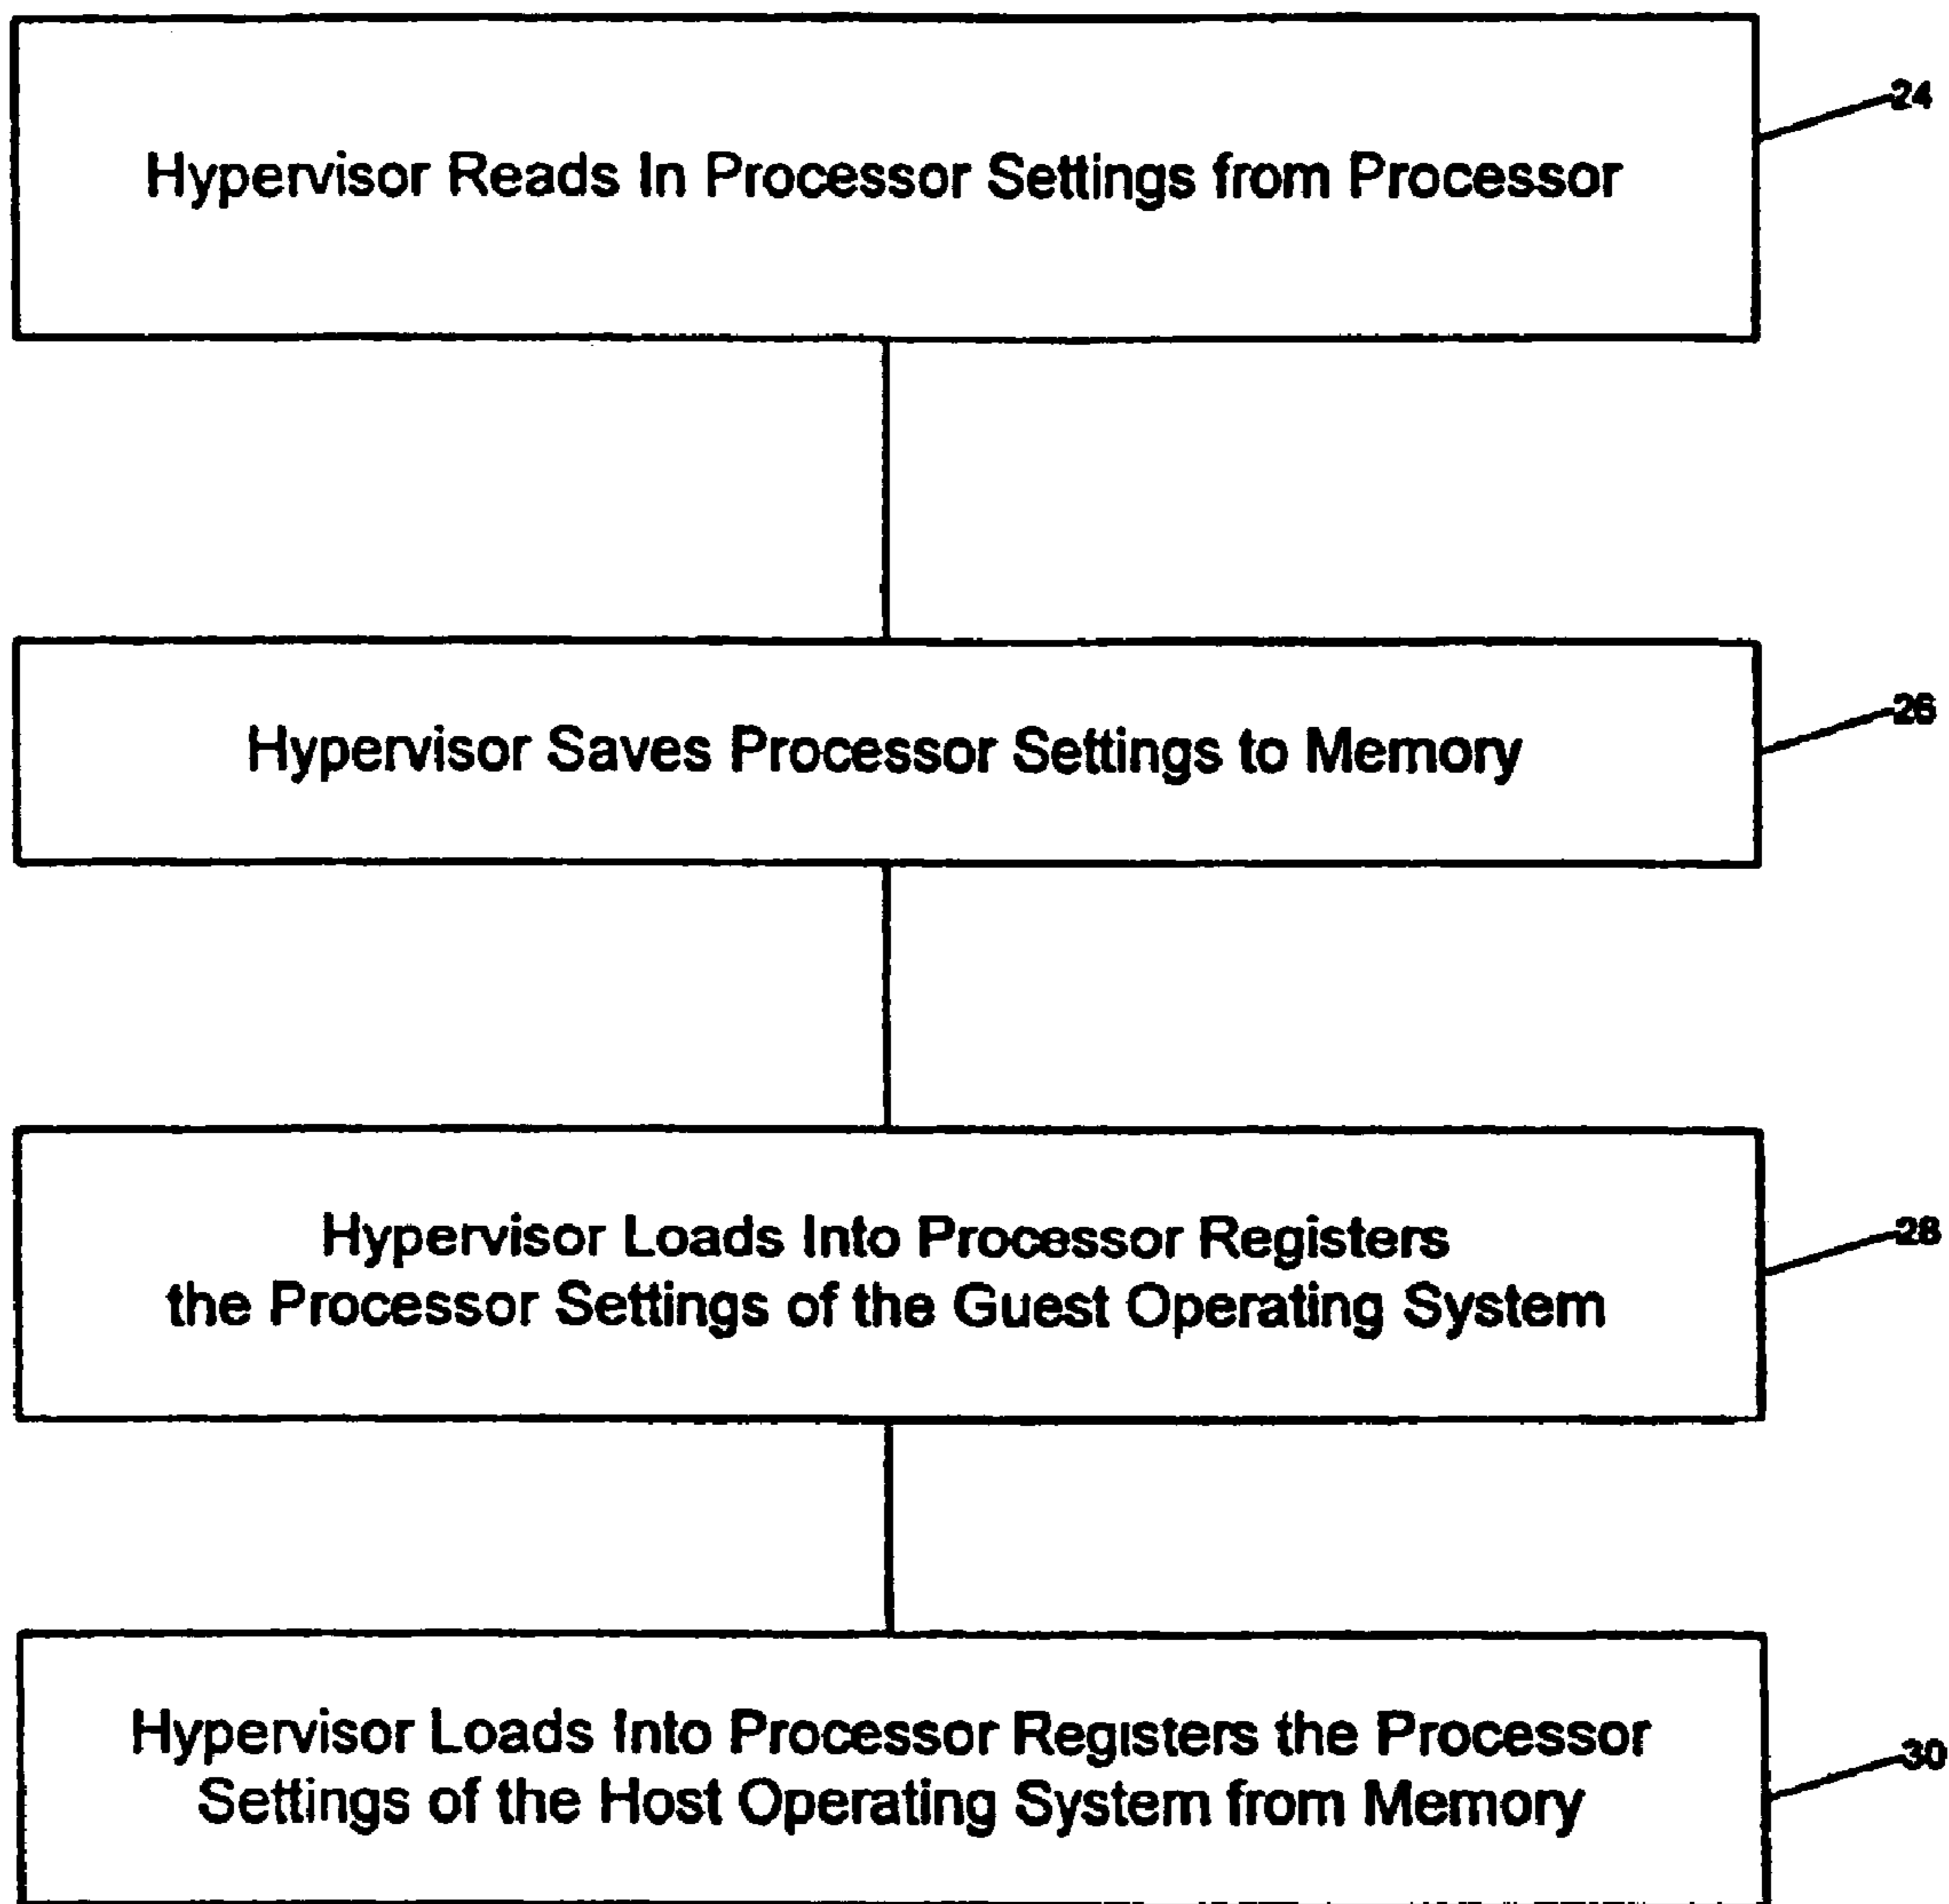 24
Hypervisor Reads In Processor Settings from Processor
26
Hypervisor Saves Processor Settings to Memory
28
Hypervisor Loads Into Processor Registers
the Processor Settings of the Guest Operating System
30
Hypervisor Loads Into Processor Registers the Processor
Settings of the Host Operating System from Memory